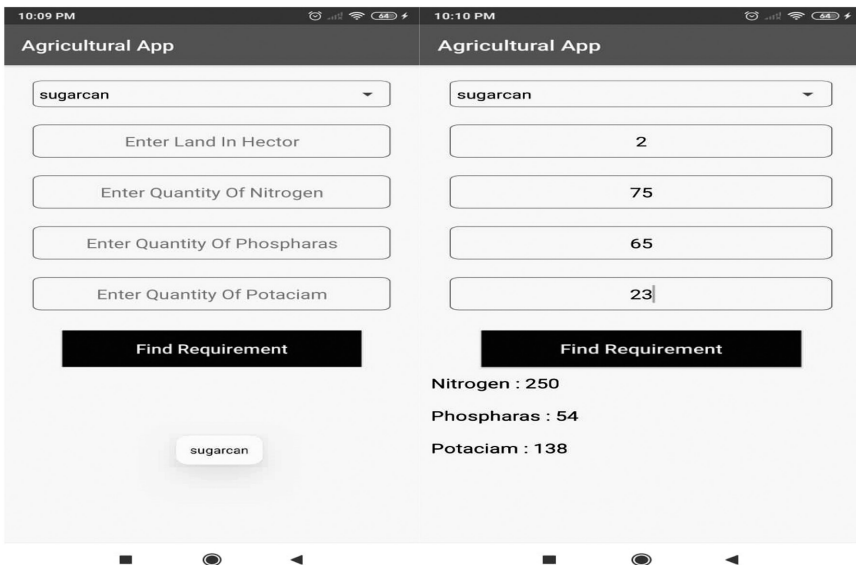 10:09 PM
64
Agricultural App
sugarcan
Enter Land In Hector
Enter Quantity Of Nitrogen
Enter Quantity Of Phospharas
Enter Quantity Of Potaciam
Find Requirement
sugarcan
10:10 PM
64
Agricultural App
sugarcan
2
75
65
23
Find Requirement
Nitrogen : 250
Phospharas : 54
Potaciam : 138